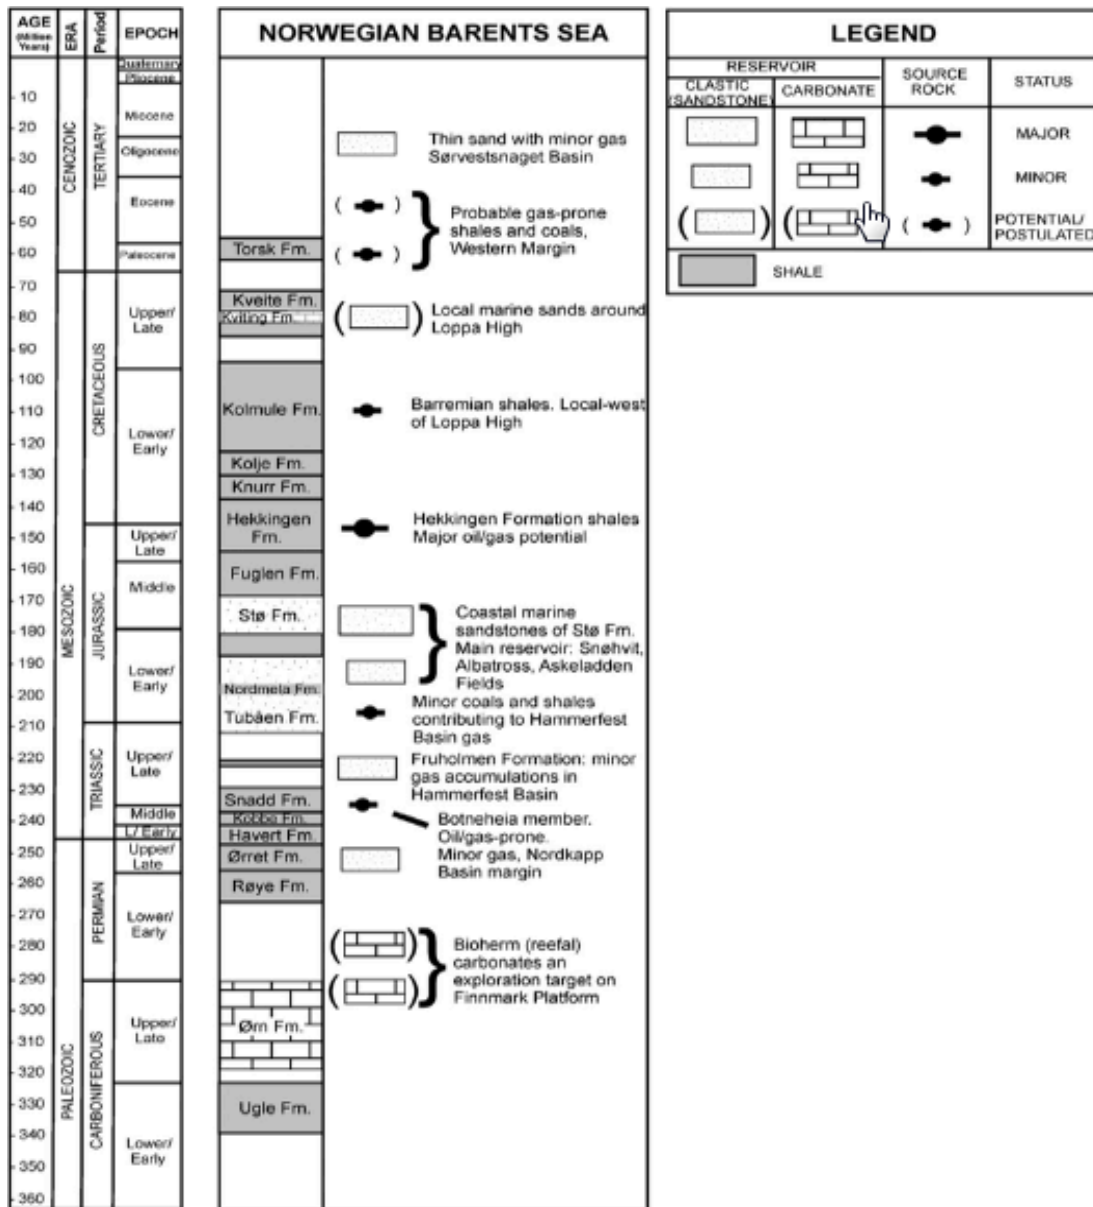 AGE
(Million
Years)
ERA
Period
EPOCH
10
20
30
40
50
60
70
80
90
100
110
120
130
140
150
160
170
180
190
200
210
220
230
240
250
260
270
280
290
300
310
320
330
340
350
360
CENOZOIC
MESOZOIC
PALEOZOIC
TERTIARY
CRETACEOUS
JURASSIC
TRIASSIC
PERMIAN
CARBONIFEROUS
Quaternary
Pliocene
Miocene
Oligocene
Eocene
Paleocene
Upper/
Late
Lower/
Early
Upper/
Late
Middle
Lower/
Early
Upper/
Late
Middle
L/ Early
Upper/
Late
Lower/
Early
Upper/
Late
Lower/
Early
NORWEGIAN BARENTS SEA
Torsk Fm.
Kveite Fm.
Kviting Fm.
Kolmule Fm.
Kolje Fm.
Knurr Fm.
Hekkingen
Fm.
Fuglen Fm.
Stø Fm.
Nordmela Fm.
Tubåen Fm.
Snadd Fm.
Kobbe Fm.
Havert Fm.
Ørret Fm.
Røye Fm.
Ørn Fm.
Ugle Fm.
Thin sand with minor gas
Sørvestsnaget Basin
Probable gas-prone
shales and coals,
Western Margin
Local marine sands around
Loppa High
Barremian shales. Local-west
of Loppa High
Hekkingen Formation shales
Major oil/gas potential
Coastal marine
sandstones of Stø Fm.
Main reservoir: Snøhvit,
Albatross, Askeladden
Fields
Minor coals and shales
contributing to Hammerfest
Basin gas
Fruholmen Formation: minor
gas accumulations in
Hammerfest Basin
Botneheia member.
Oil/gas-prone.
Minor gas, Nordkapp
Basin margin
Bioherm (reefal)
carbonates an
exploration target on
Finnmark Platform
LEGEND
RESERVOIR
CLASTIC
(SANDSTONE)
CARBONATE
SOURCE
ROCK
STATUS
MAJOR
MINOR
POTENTIAL/
POSTULATED
SHALE